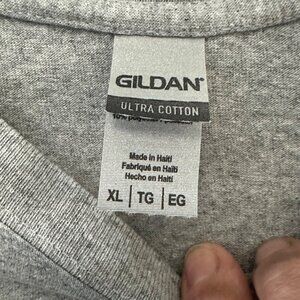 GILDAN®
ULTRA COTTON
Made in Haiti
Fabriqué en Haïti
Hecho en Haití
XL | TG | EG